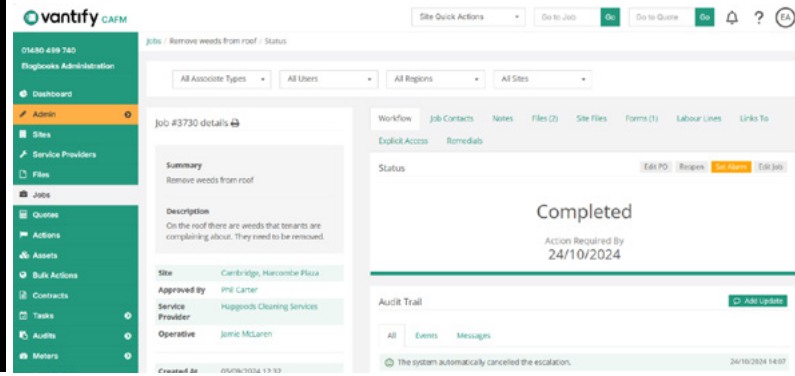 vantify CAFM
Site Quick Actions
Go to Job
Go
Go to Quote
Go
?
EA
01480 499 740
Elogbooks Administration
Dashboard
Admin
Sites
Service Providers
Files
Jobs
Quotes
Actions
Assets
Bulk Actions
Contracts
Tasks
Audits
Meters
Jobs / Remove weeds from roof / Status
All Associate Types
All Users
All Regions
All Sites
Job #3730 details
Summary
Remove weeds from roof
Description
On the roof there are weeds that tenants are
complaining about. They need to be removed.
Site Cambridge, Harcombe Plaza
Approved By Phil Carter
Service Hapgoods Cleaning Services
Provider
Operative Jamie McLaren
Created At 05/09/2024 12:32
Workflow Job Contacts Notes Files (2) Site Files Forms (1) Labour Lines Links To
Explicit Access Remedials
Status
Edit PO Reopen Set Alarm Edit Job
Completed
Action Required By
24/10/2024
Audit Trail
Add Update
All Events Messages
The system automatically cancelled the escalation. 24/10/2024 14:07